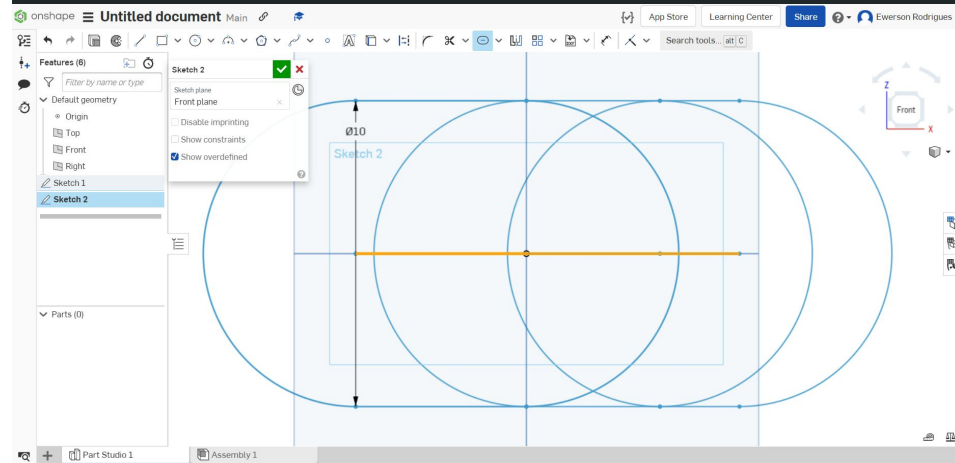 onshape Untitled document Main App Store Learning Center Share Ewerson Rodrigues
Search tools... alt C
Features (6)
Filter by name or type
Default geometry
Origin
Top
Front
Right
Sketch 1
Sketch 2
Parts (0)
Sketch 2
Sketch plane
Front plane
Disable imprinting
Show constraints
Show overdefined
Ø10
Sketch 2
Z
Front
X
Part Studio 1 Assembly 1